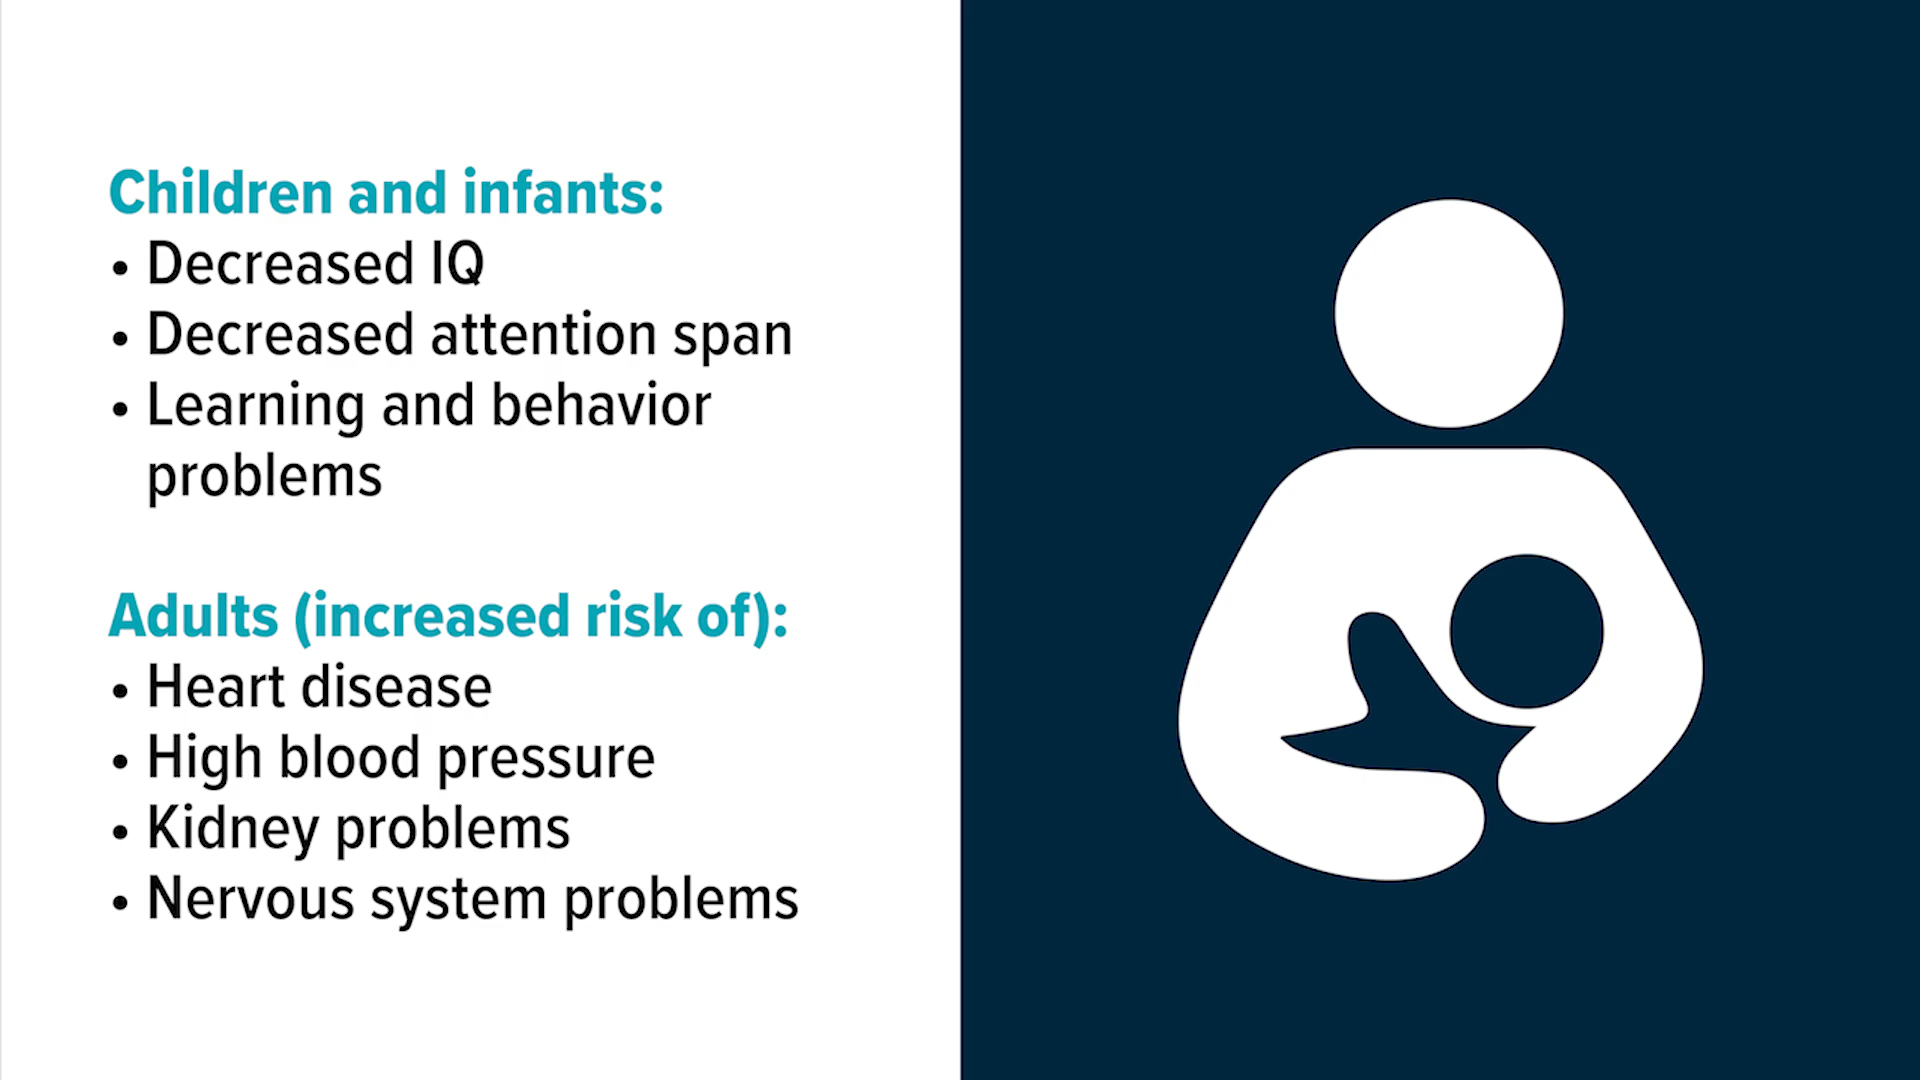 Children and infants:
• Decreased IQ
• Decreased attention span
• Learning and behavior
problems
Adults (increased risk of):
• Heart disease
• High blood pressure
• Kidney problems
• Nervous system problems